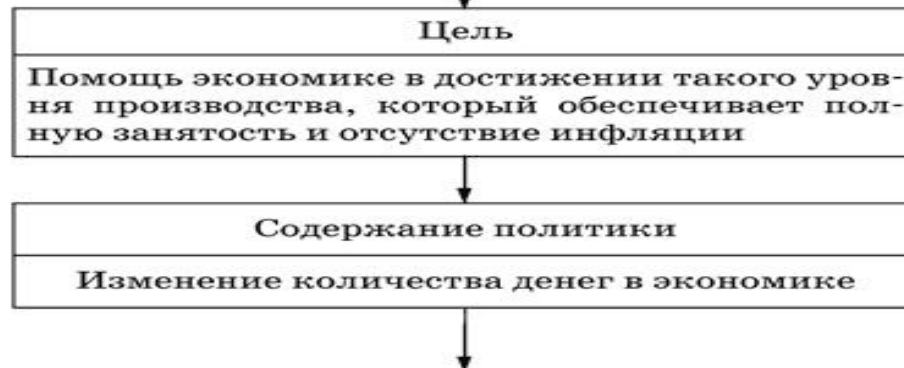 Цель
Помощь экономике в достижении такого уров-
ня производства, который обеспечивает пол-
ную занятость и отсутствие инфляции
Содержание политики
Изменение количества денег в экономике